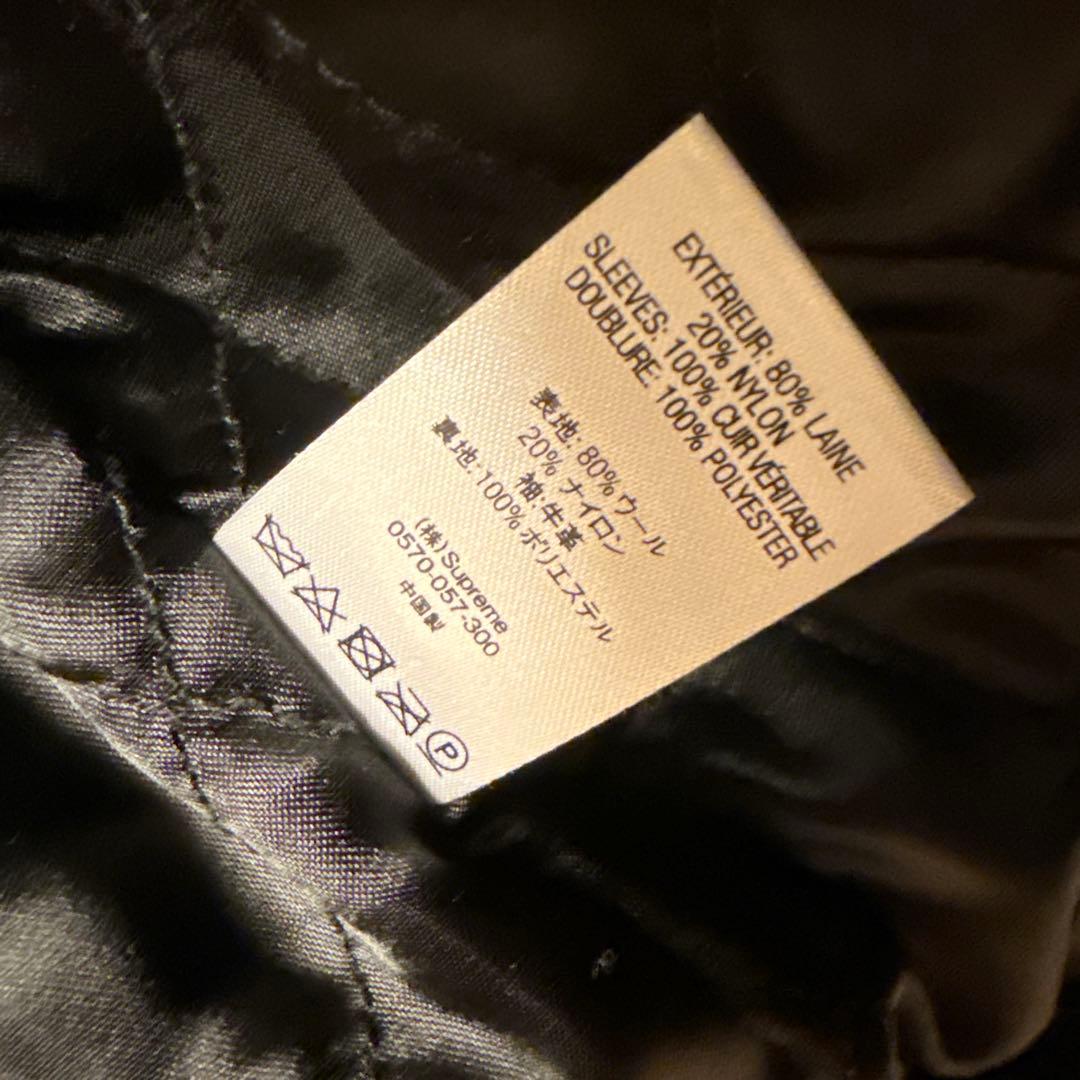 EXTÉRIEUR: 80% LAINE
20% NYLON
SLEEVES: 100% CUIR VÉRITABLE
DOUBLURE: 100% POLYESTER
表地: 80%ウール
20% ナイロン
袖: 牛革
裏地: 100% ポリエステル
(株)Supreme
0570-057-300
中国製
P